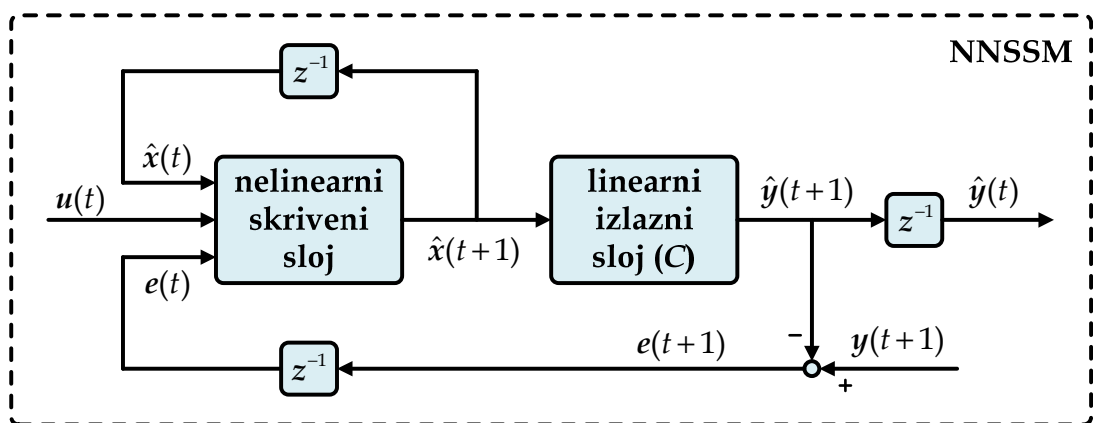 NNSSM
z⁻¹
x̂(t)
u(t)
e(t)
nelinearni
skriveni
sloj
x̂(t+1)
linearni
izlazni
sloj (C)
ŷ(t+1)
z⁻¹
ŷ(t)
z⁻¹
e(t+1)
−
+
y(t+1)